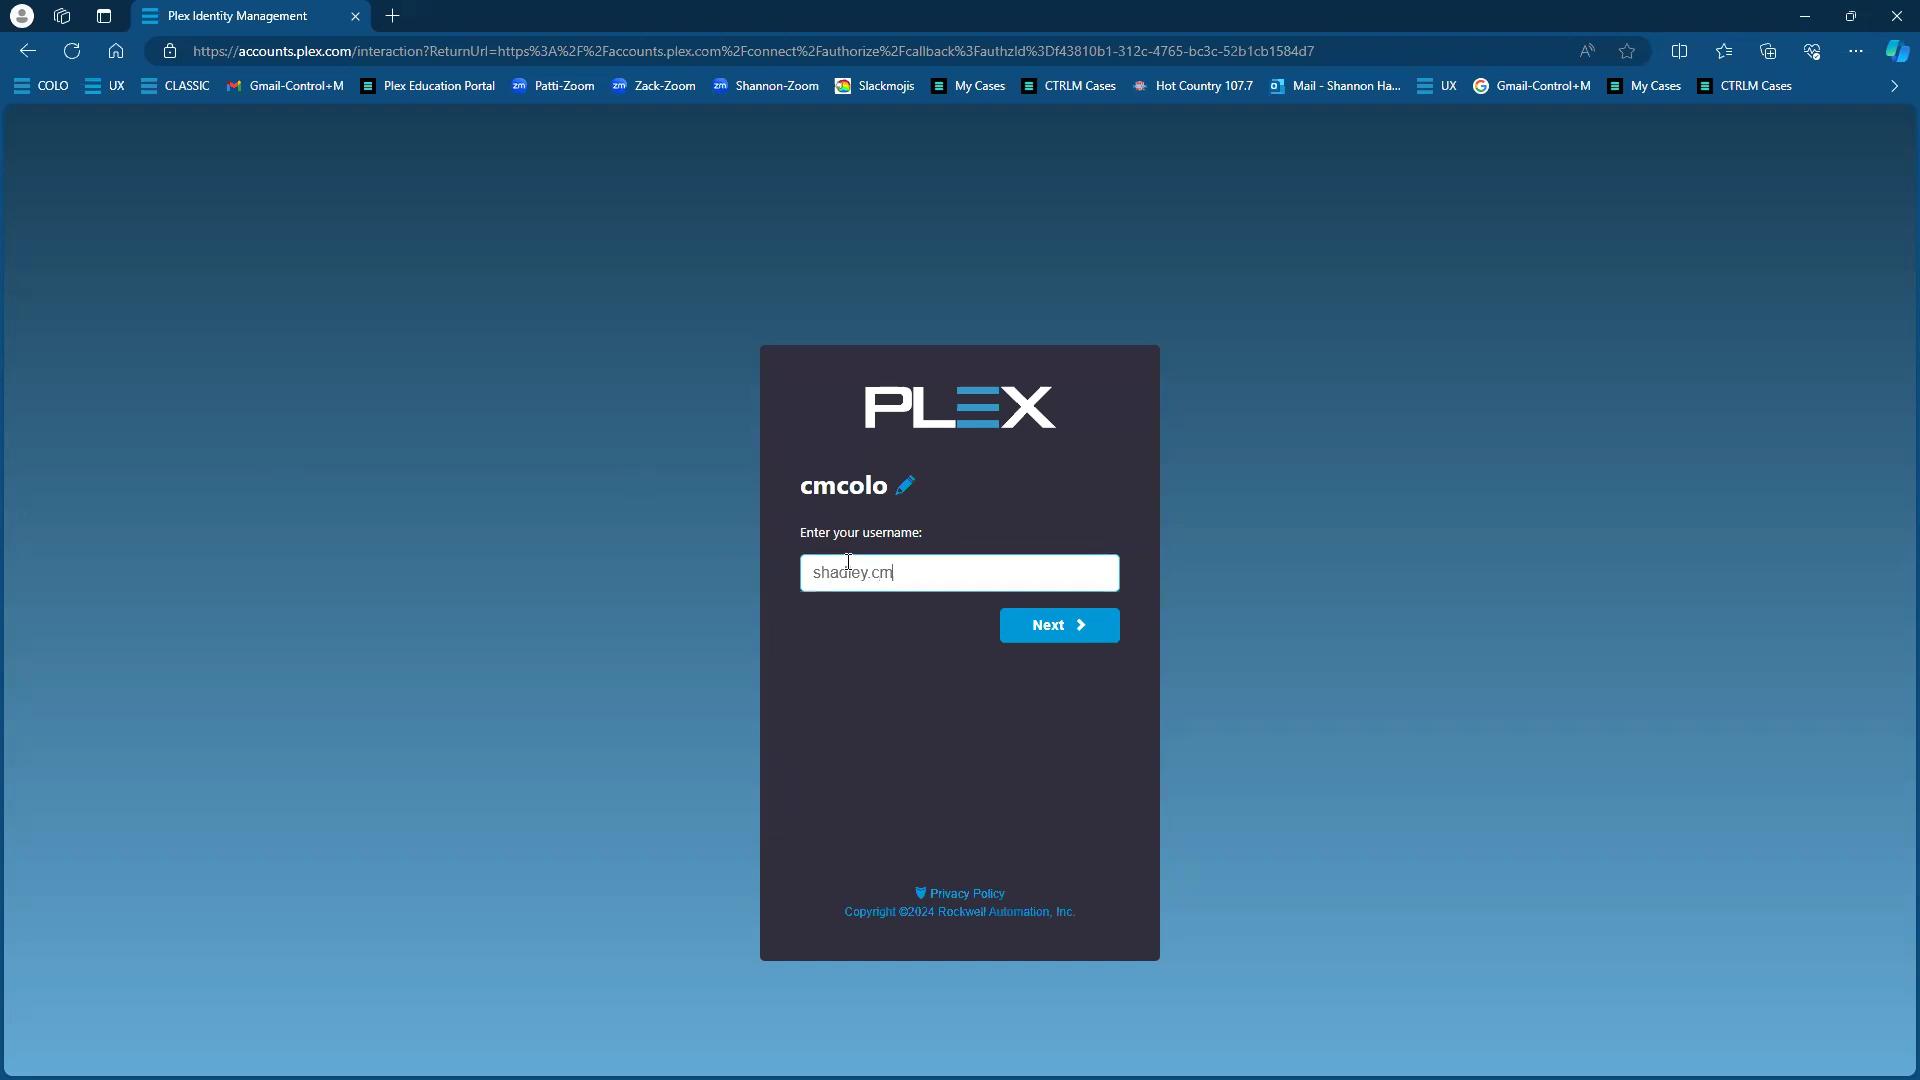 Plex Identity Management
https://accounts.plex.com/interaction?ReturnUrl=https%3A%2F%2Faccounts.plex.com%2Fconnect%2Fauthorize%2Fcallback%3FauthzId%3Df43810b1-312c-4765-bc3c-52b1cb1584d7
COLO UX CLASSIC Gmail-Control+M Plex Education Portal Patti-Zoom Zack-Zoom Shannon-Zoom Slackmojis My Cases CTRLM Cases Hot Country 107.7 Mail - Shannon Ha... UX Gmail-Control+M My Cases CTRLM Cases
PLEX
cmcolo
Enter your username:
shadley.cm
Next
Privacy Policy
Copyright ©2024 Rockwell Automation, Inc.